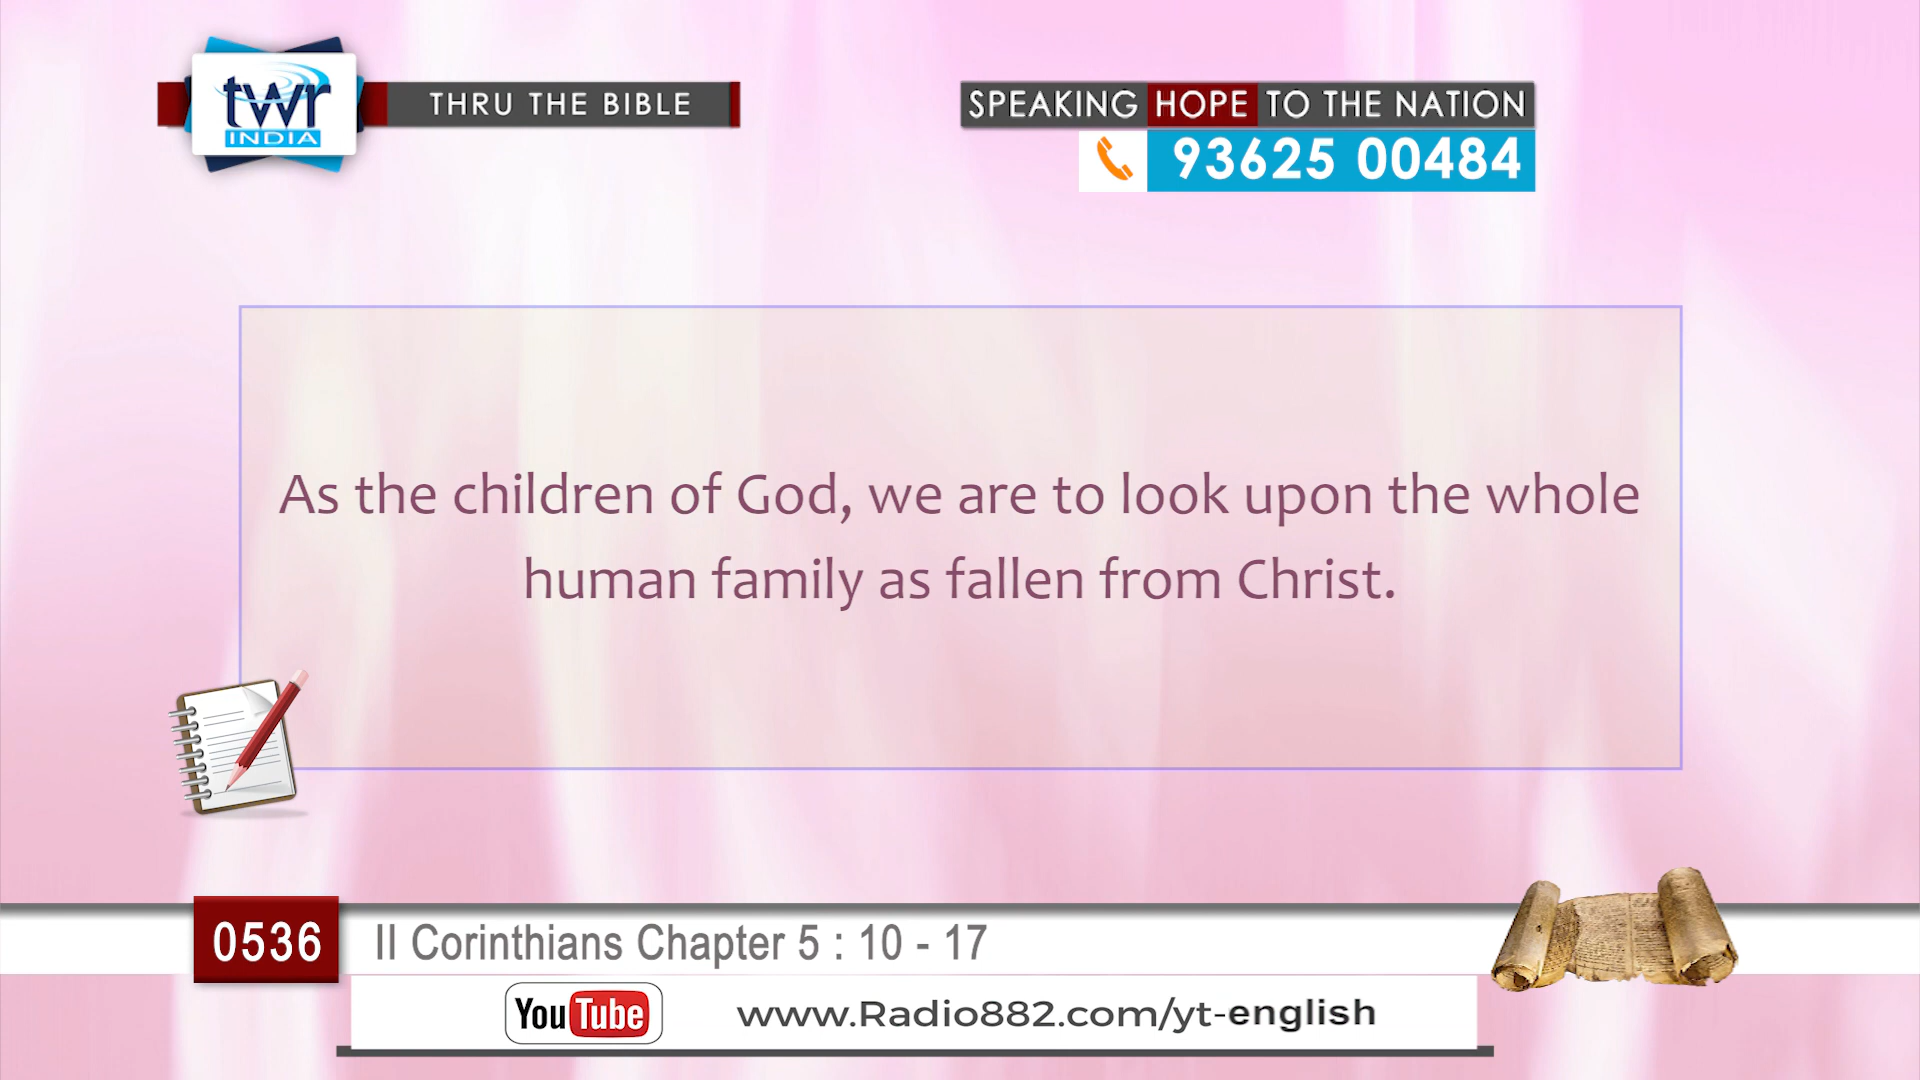 twr
INDIA
THRU THE BIBLE
SPEAKING HOPE TO THE NATION
93625 00484
As the children of God, we are to look upon the whole
human family as fallen from Christ.
0536
II Corinthians Chapter 5 : 10 - 17
YouTube
www.Radio882.com/yt-english